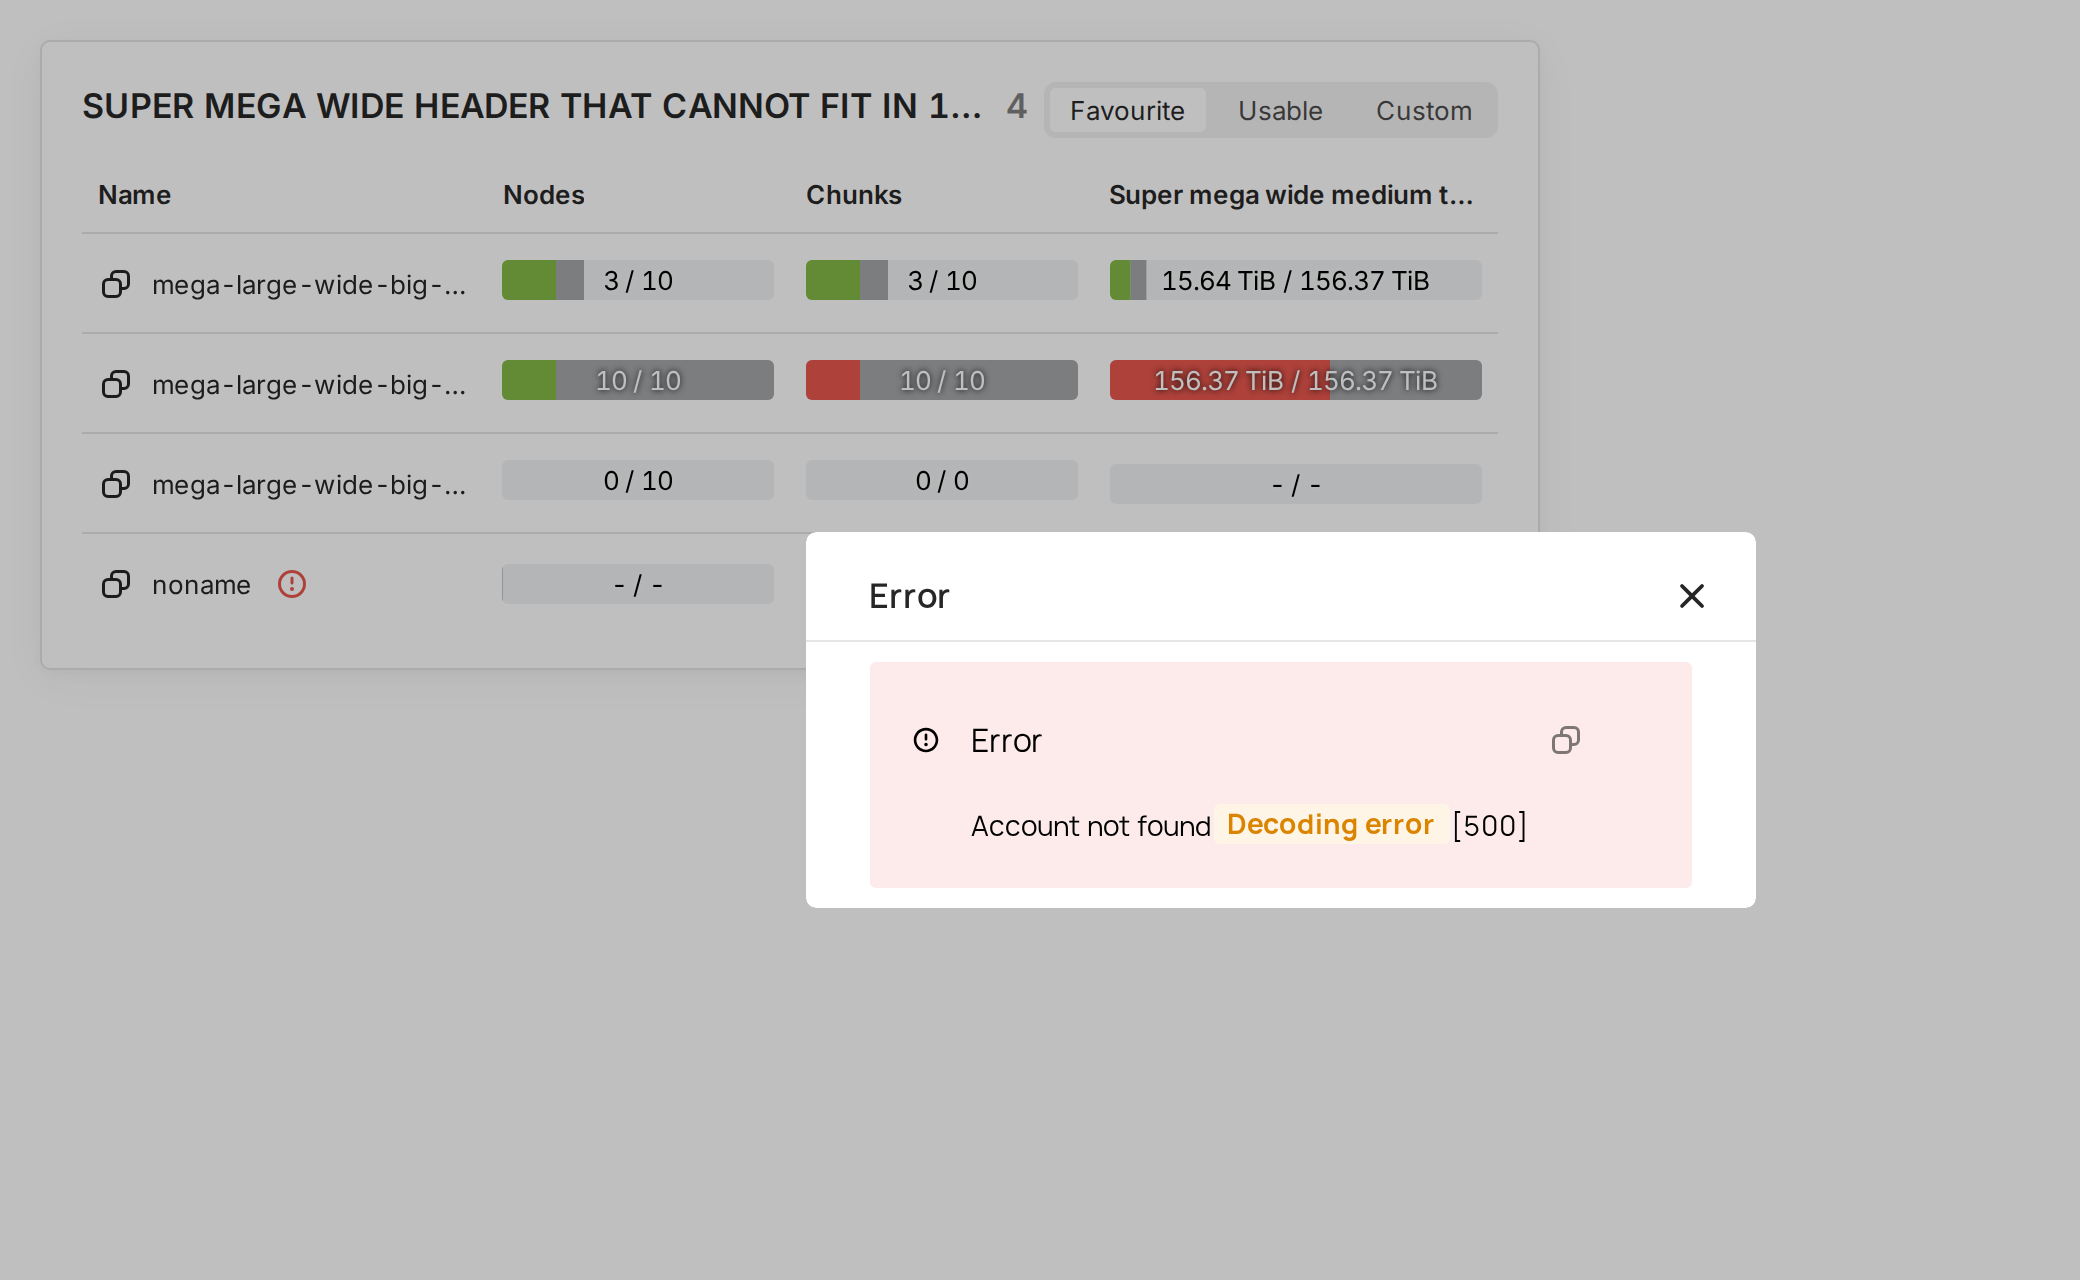 SUPER MEGA WIDE HEADER THAT CANNOT FIT IN 1... 4 Favourite Usable Custom
Name Nodes Chunks Super mega wide medium t...
mega-large-wide-big-... 3 / 10 3 / 10 15.64 TiB / 156.37 TiB
mega-large-wide-big-... 10 / 10 10 / 10 156.37 TiB / 156.37 TiB
mega-large-wide-big-... 0 / 10 0 / 0 - / -
noname - / -
Error
Error
Account not found Decoding error [500]